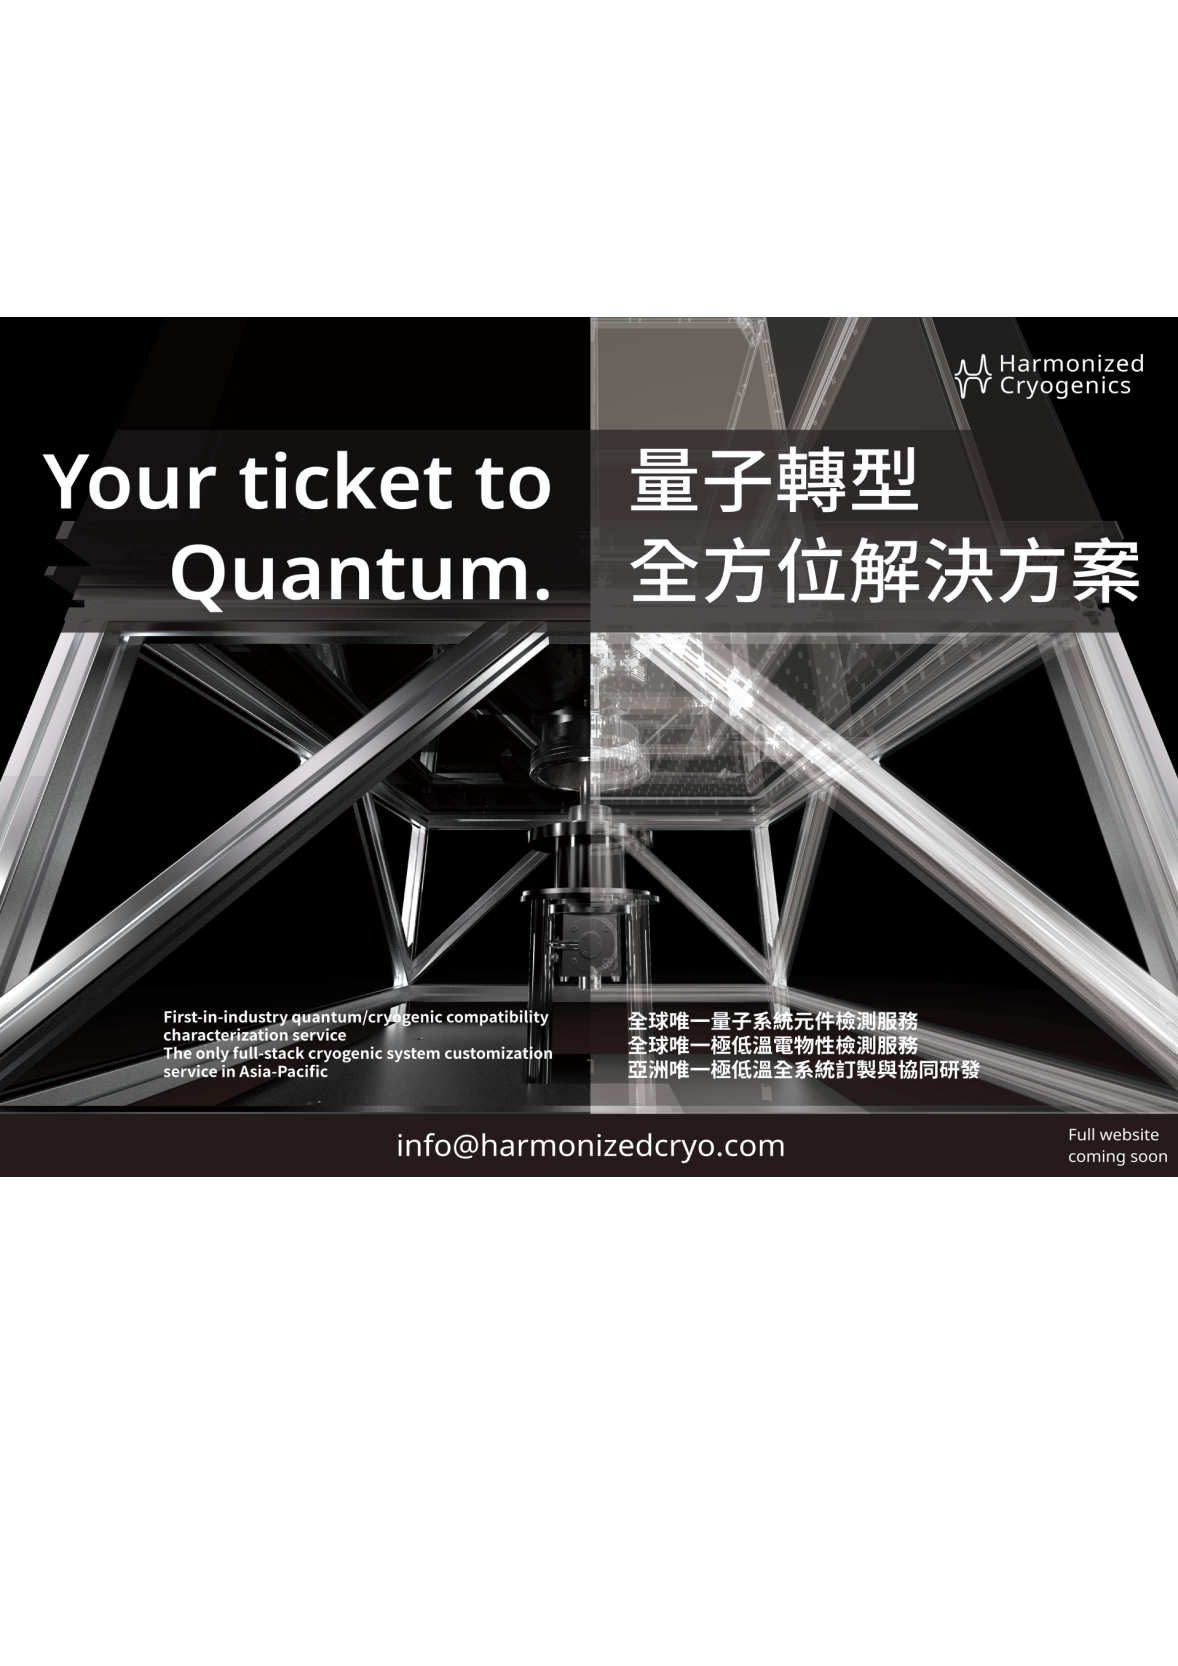 Harmonized
Cryogenics
Your ticket to
Quantum.
量子轉型
全方位解決方案
First-in-industry quantum/cryogenic compatibility
characterization service
The only full-stack cryogenic system customization
service in Asia-Pacific
全球唯一量子系統元件檢測服務
全球唯一極低溫電物性檢測服務
亞洲唯一極低溫全系統訂製與協同研發
info@harmonizedcryo.com
Full website
coming soon